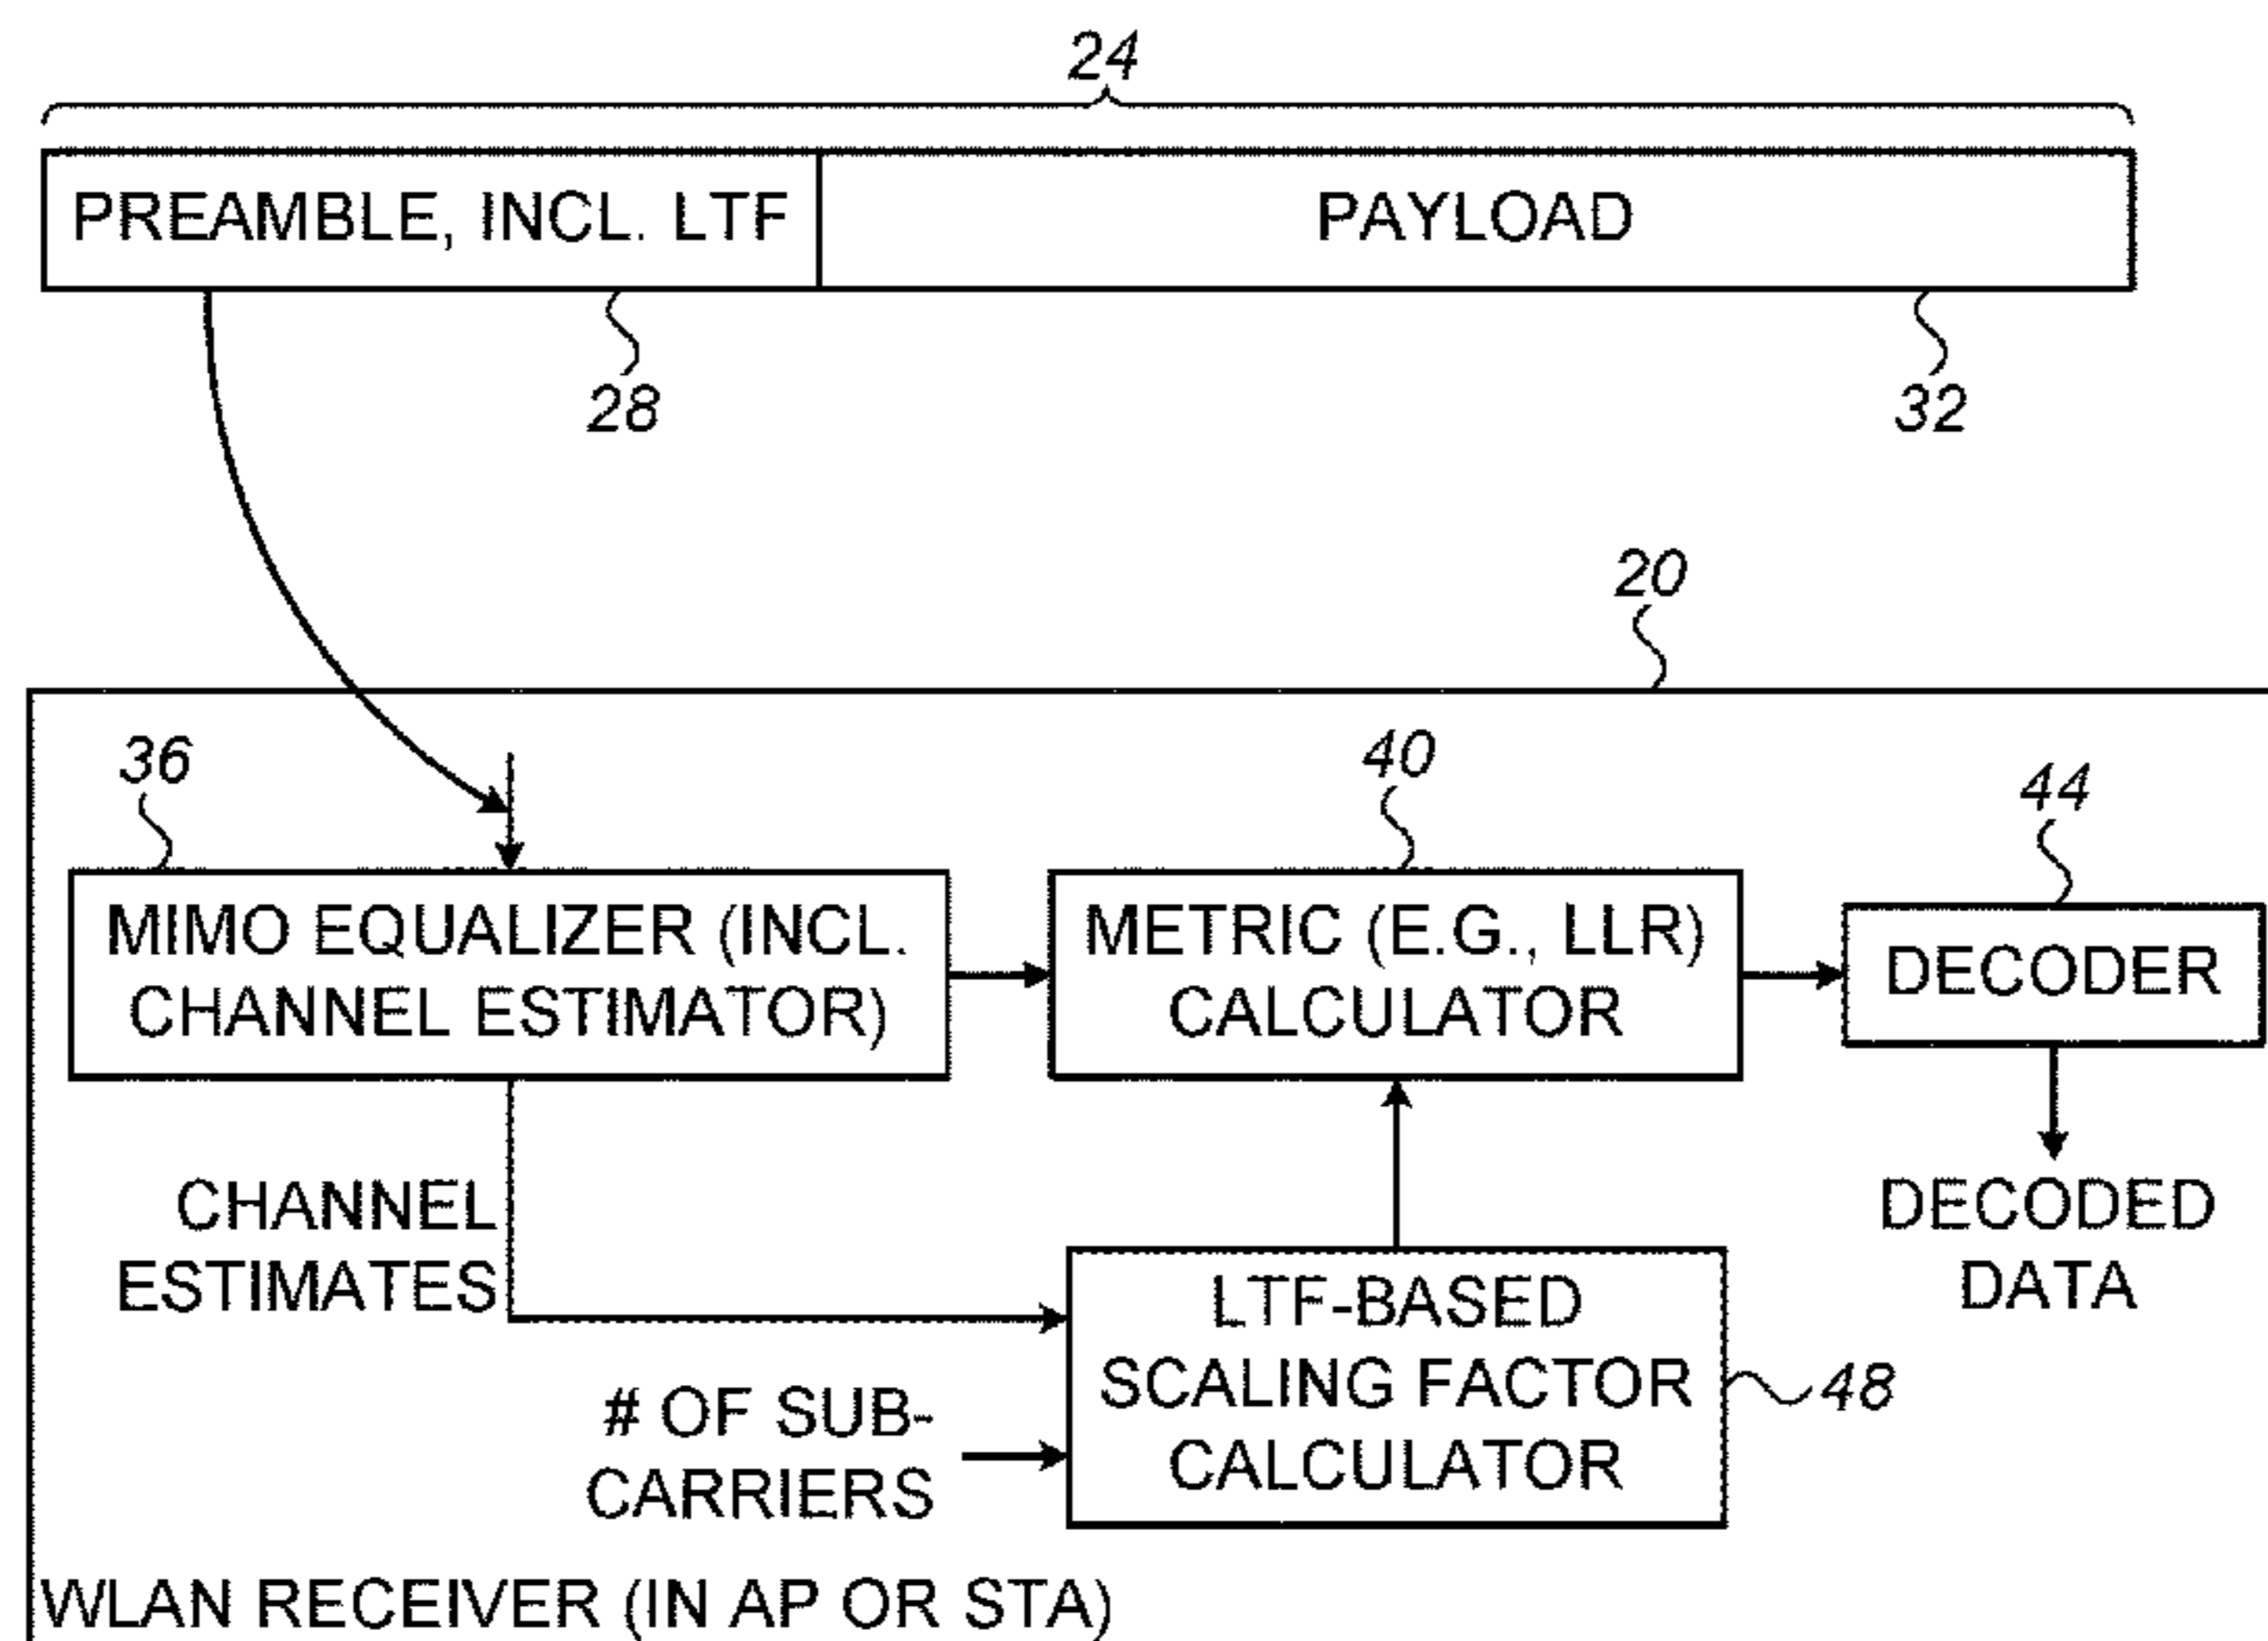 24
PREAMBLE, INCL. LTF
PAYLOAD
28
32
20
36
40
44
MIMO EQUALIZER (INCL.
CHANNEL ESTIMATOR)
METRIC (E.G., LLR)
CALCULATOR
DECODER
CHANNEL
ESTIMATES
DECODED
DATA
LTF-BASED
SCALING FACTOR
CALCULATOR
48
# OF SUB-
CARRIERS
WLAN RECEIVER (IN AP OR STA)